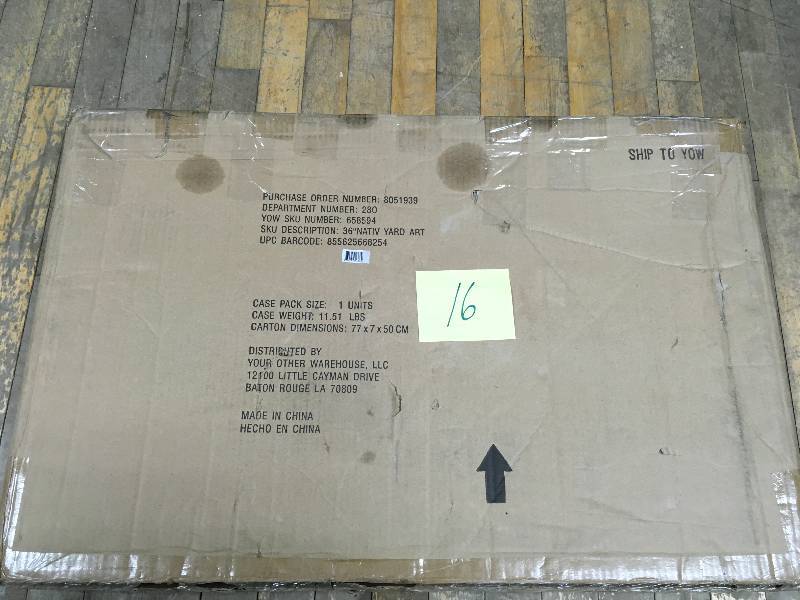 SHIP TO YOW
PURCHASE ORDER NUMBER: 8051939
DEPARTMENT NUMBER: 280
YOW SKU NUMBER: 658594
SKU DESCRIPTION: 36"NATIV YARD ART
UPC BARCODE: 855625668254
16
CASE PACK SIZE: 1 UNITS
CASE WEIGHT: 11.51 LBS
CARTON DIMENSIONS: 77 x 7 x 50 CM
DISTRIBUTED BY
YOUR OTHER WAREHOUSE, LLC
12100 LITTLE CAYMAN DRIVE
BATON ROUGE LA 70809
MADE IN CHINA
HECHO EN CHINA